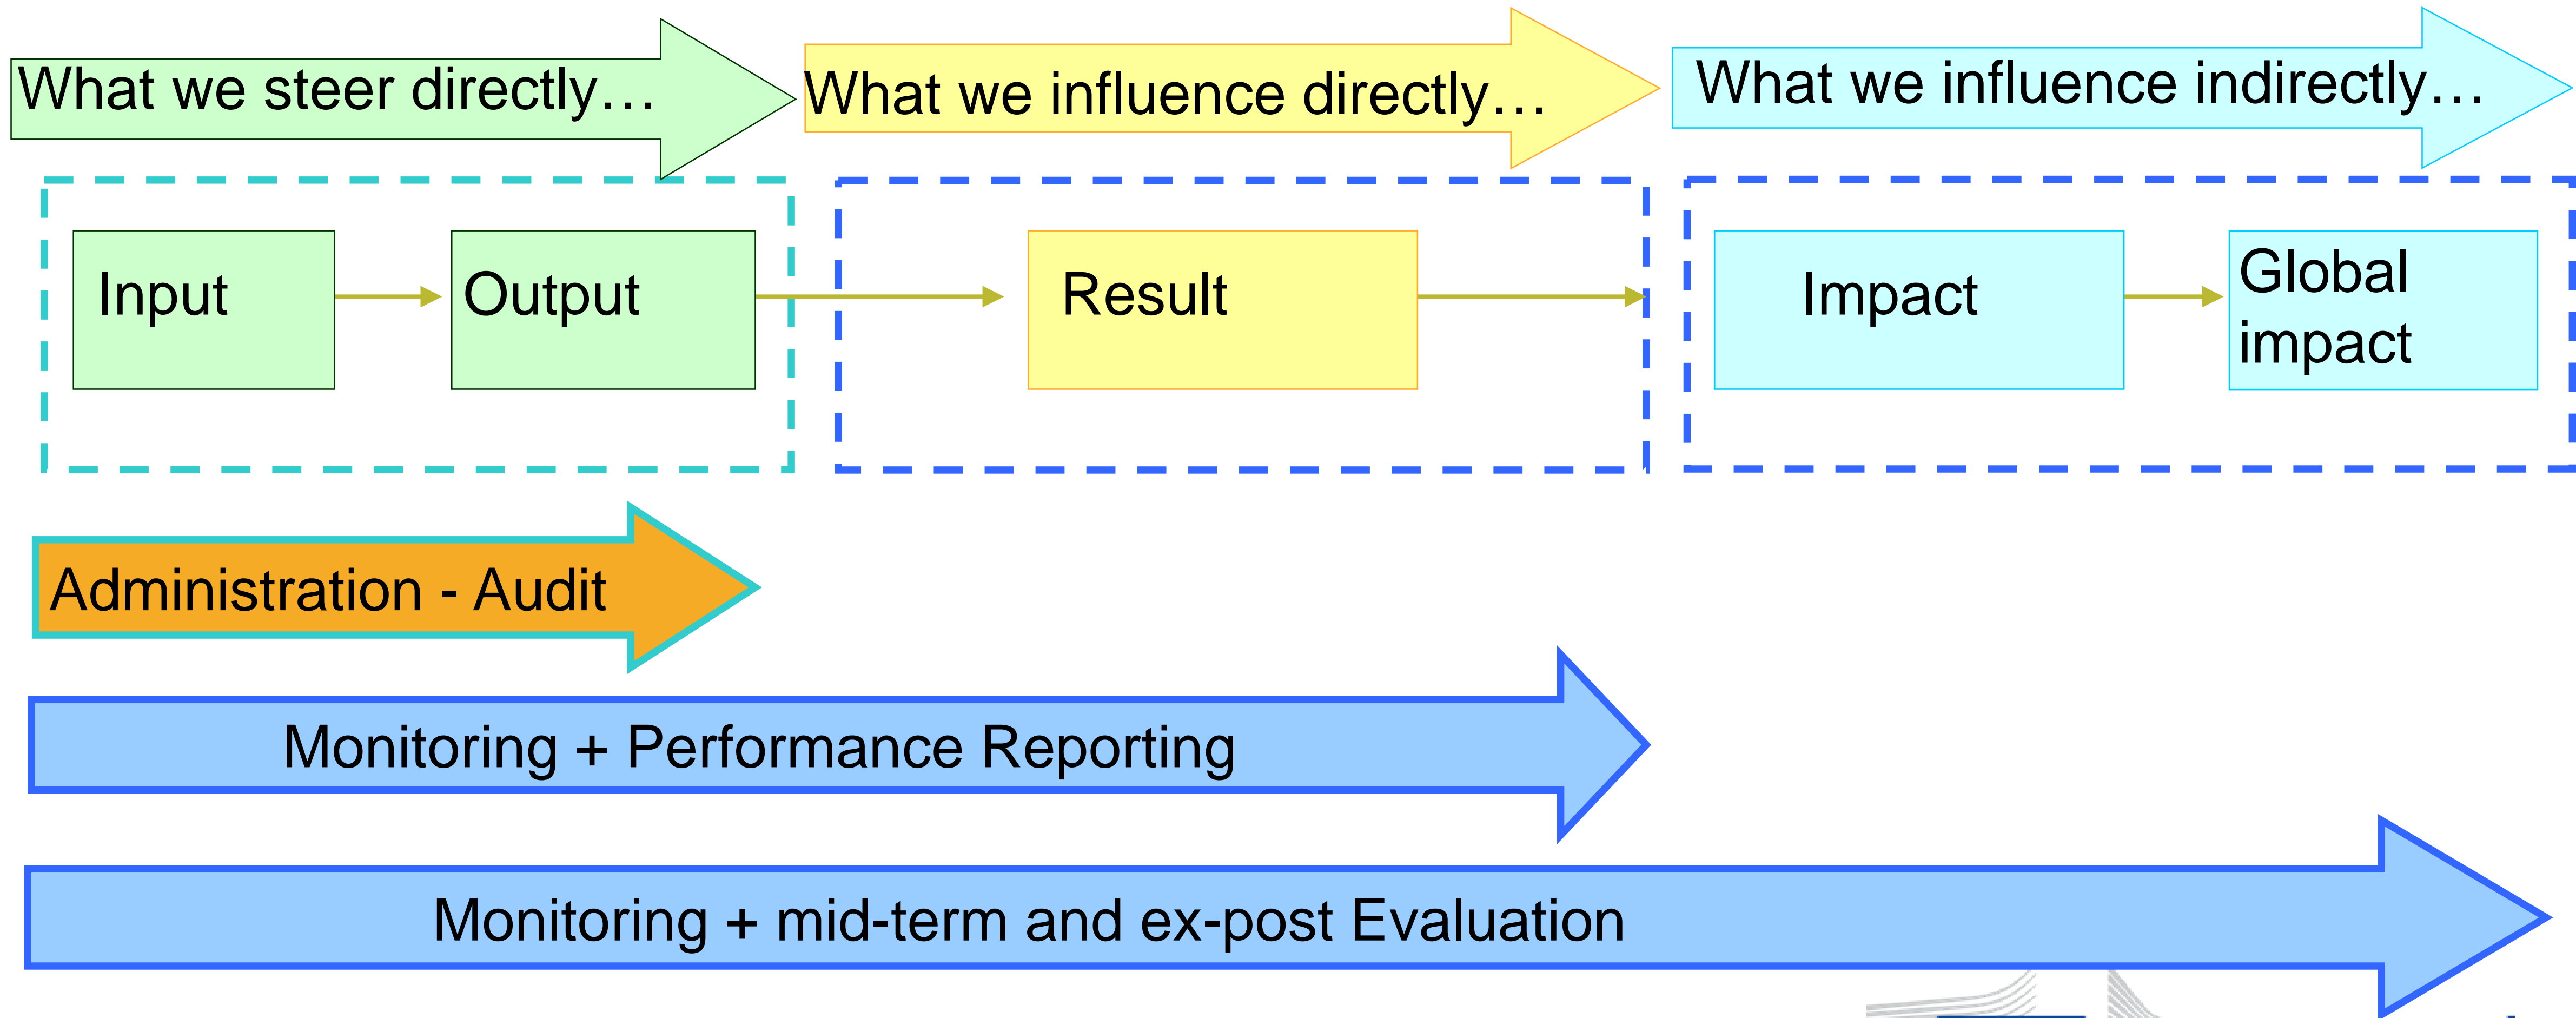 What we steer directly…
What we influence directly…
What we influence indirectly…
Input
Output
Result
Impact
Global
impact
Administration - Audit
Monitoring + Performance Reporting
Monitoring + mid-term and ex-post Evaluation